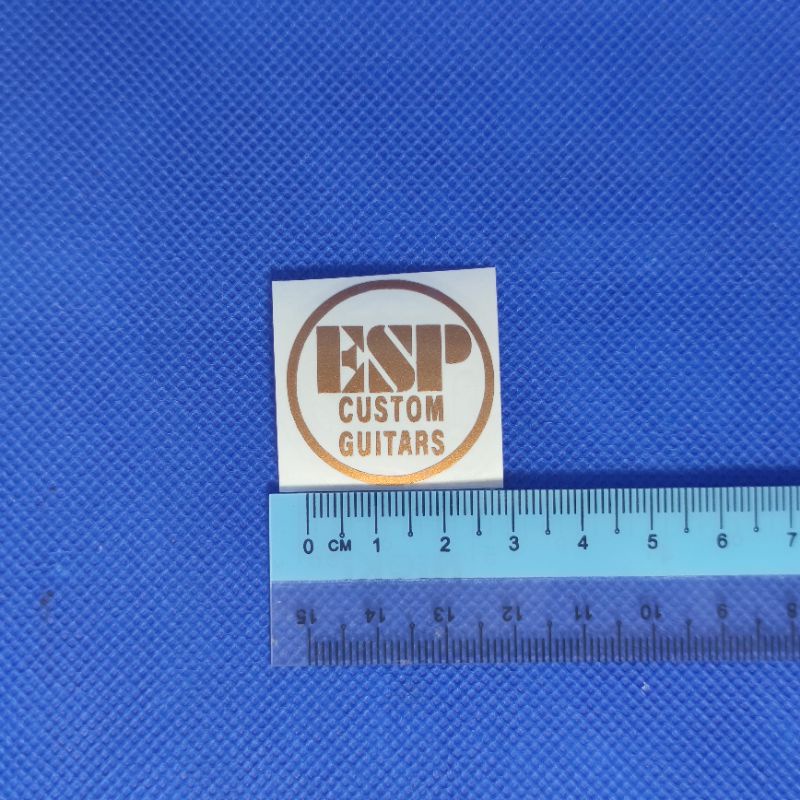 ESP
CUSTOM
GUITARS
0 CM 1 2 3 4 5 6 7
15 14 13 12 11 10 9 8